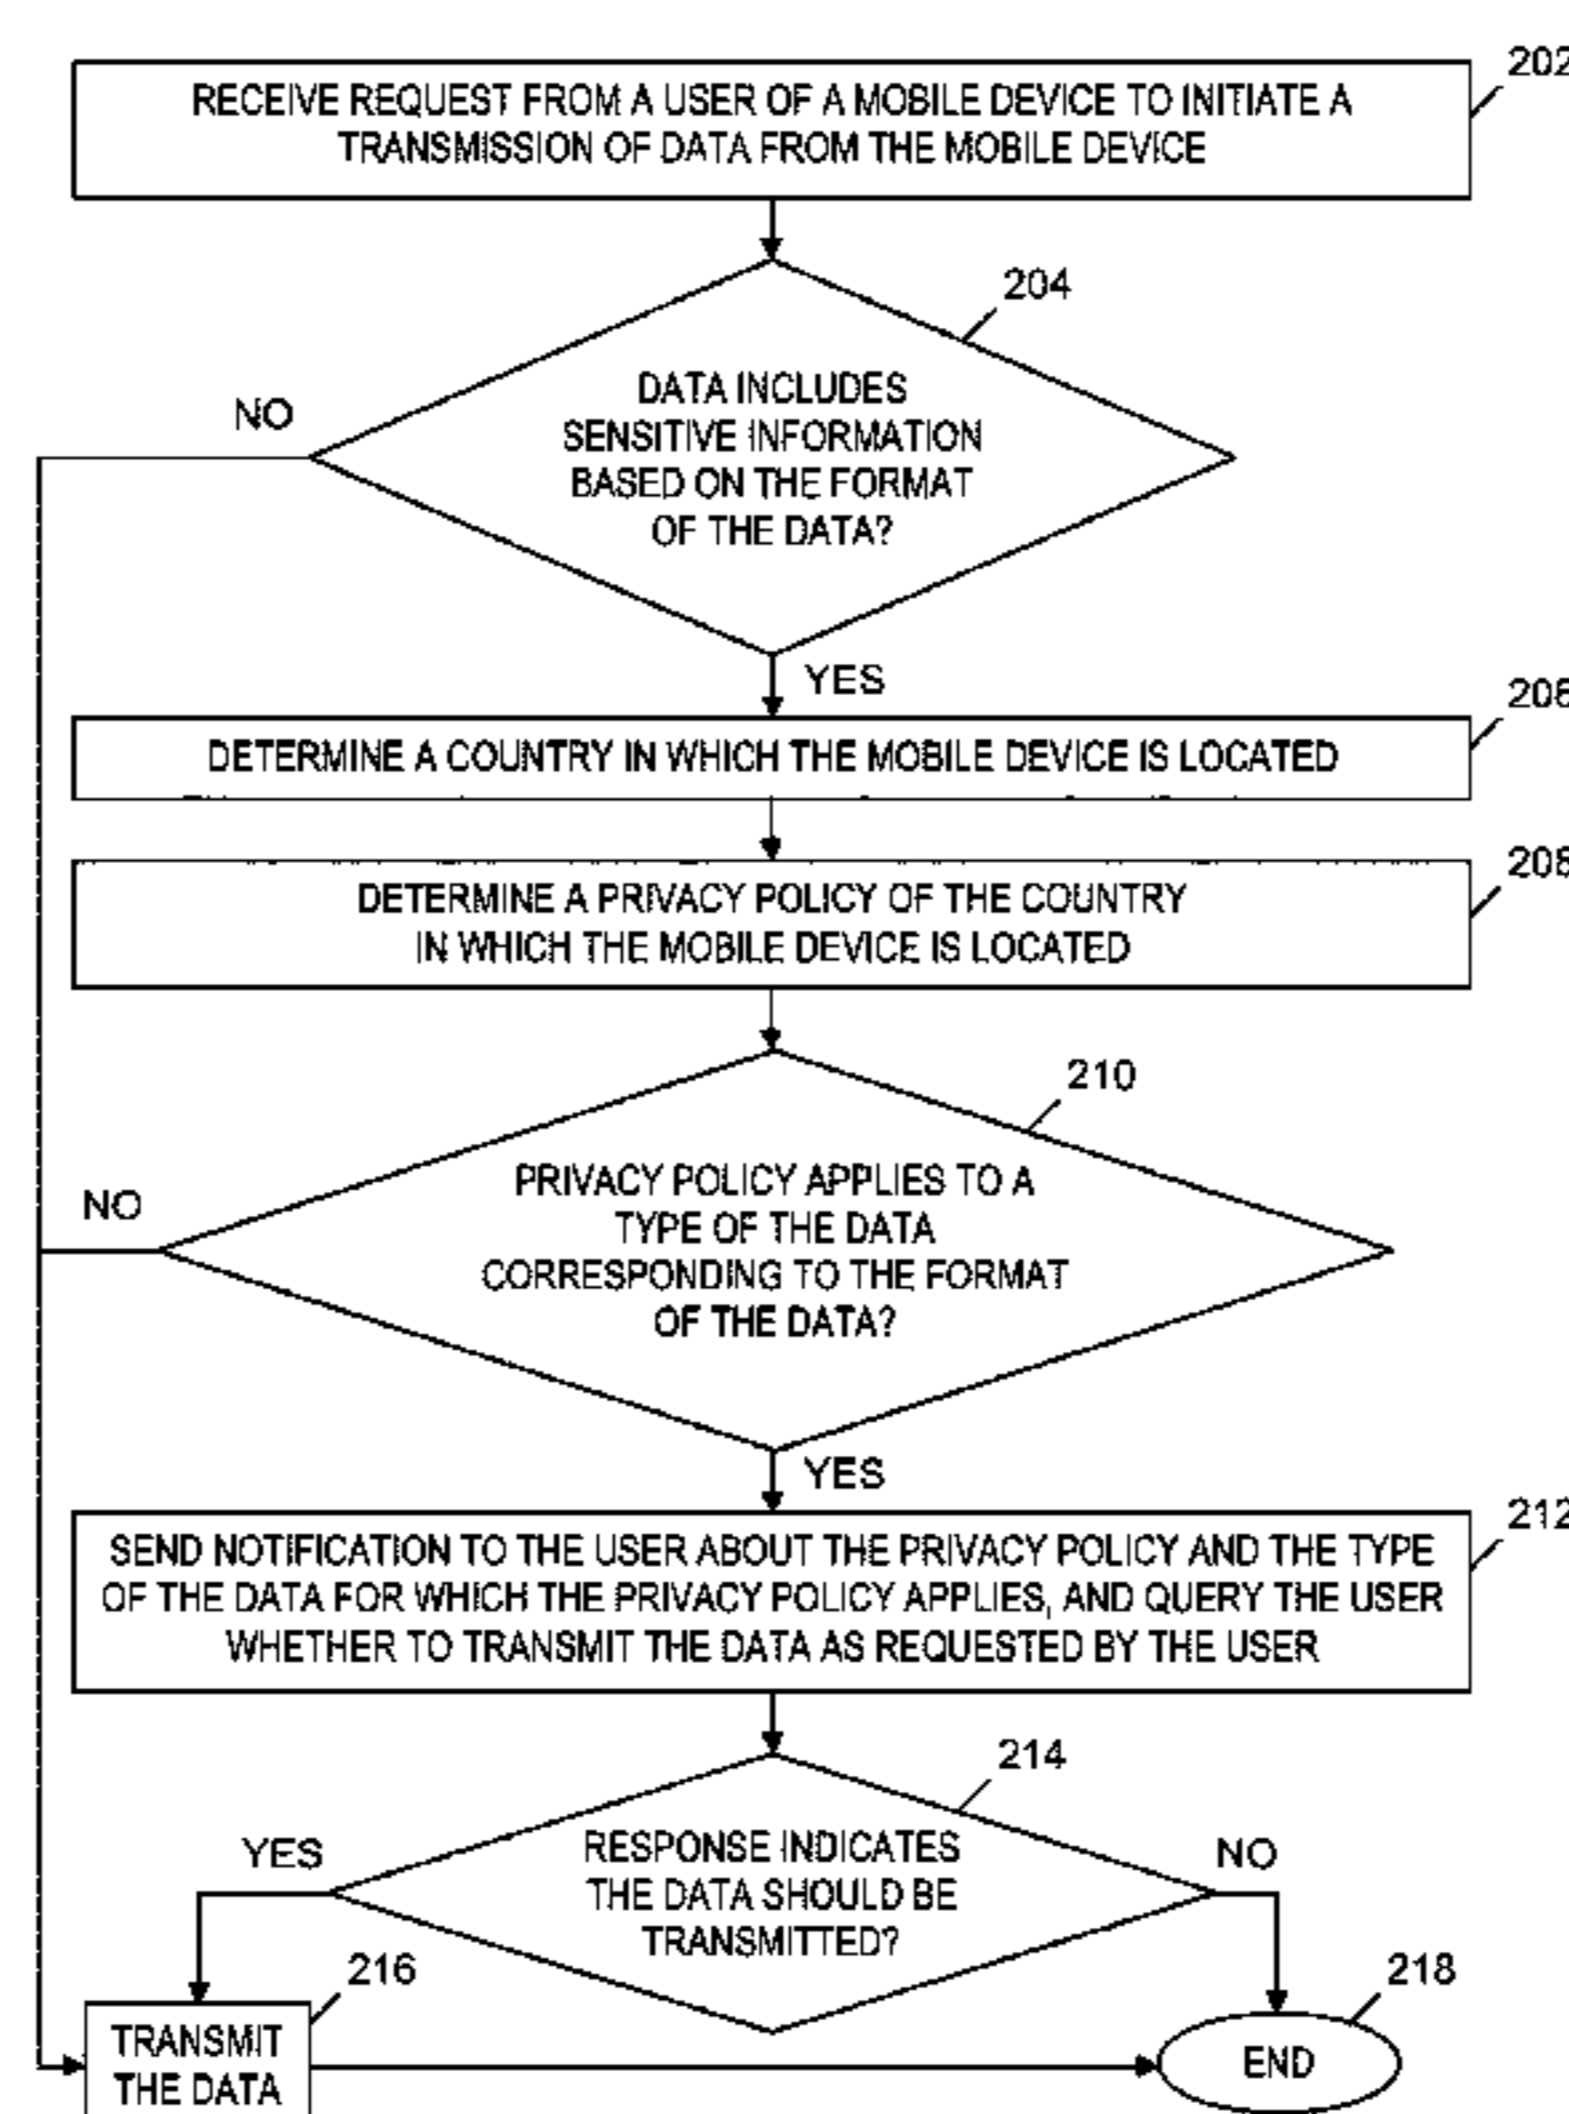 202
RECEIVE REQUEST FROM A USER OF A MOBILE DEVICE TO INITIATE A
TRANSMISSION OF DATA FROM THE MOBILE DEVICE
204
DATA INCLUDES
SENSITIVE INFORMATION
BASED ON THE FORMAT
OF THE DATA?
NO
YES
206
DETERMINE A COUNTRY IN WHICH THE MOBILE DEVICE IS LOCATED
208
DETERMINE A PRIVACY POLICY OF THE COUNTRY
IN WHICH THE MOBILE DEVICE IS LOCATED
210
PRIVACY POLICY APPLIES TO A
TYPE OF THE DATA
CORRESPONDING TO THE FORMAT
OF THE DATA?
NO
YES
212
SEND NOTIFICATION TO THE USER ABOUT THE PRIVACY POLICY AND THE TYPE
OF THE DATA FOR WHICH THE PRIVACY POLICY APPLIES, AND QUERY THE USER
WHETHER TO TRANSMIT THE DATA AS REQUESTED BY THE USER
214
RESPONSE INDICATES
THE DATA SHOULD BE
TRANSMITTED?
YES
NO
216
TRANSMIT
THE DATA
218
END